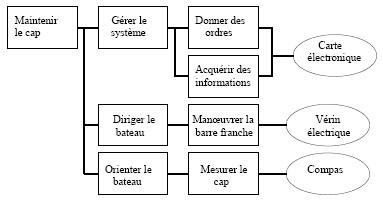 Maintenir
le cap
Gérer le
système
Donner des
ordres
Carte
électronique
Acquérir des
informations
Diriger le
bateau
Manœuvrer la
barre franche
Vérin
électrique
Orienter le
bateau
Mesurer le
cap
Compas